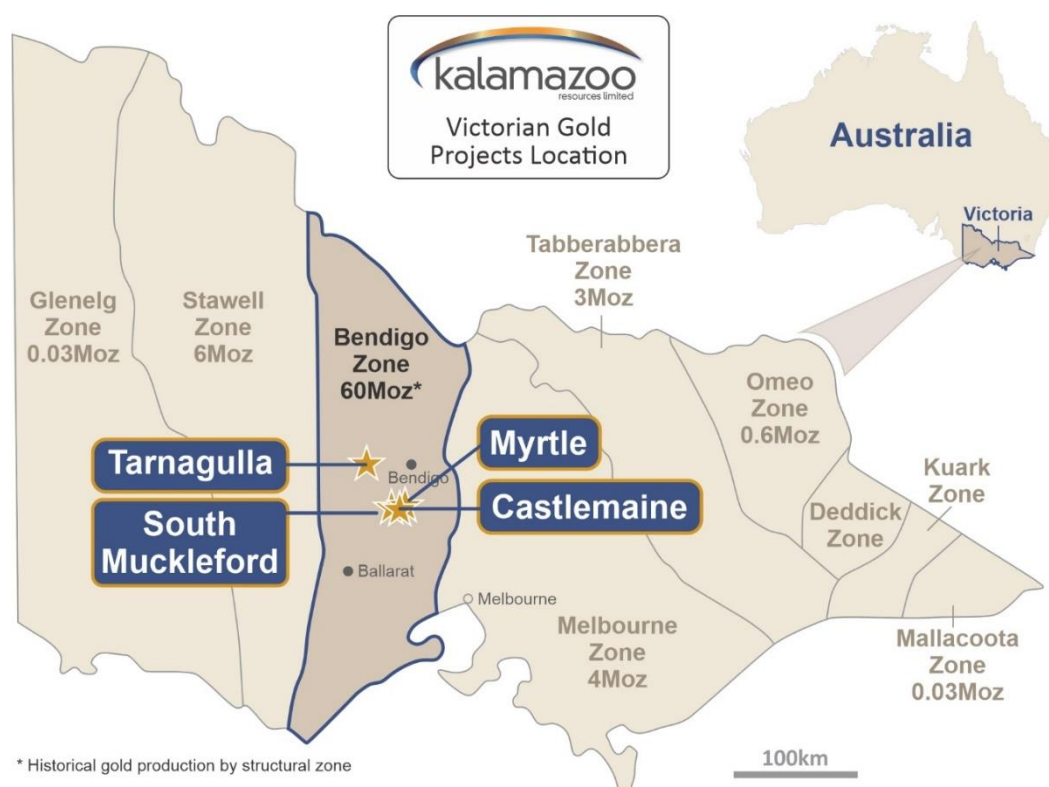 kalamazoo
resources limited
Victorian Gold
Projects Location
Australia
Victoria
Glenelg
Zone
0.03Moz
Stawell
Zone
6Moz
Bendigo
Zone
60Moz*
Tabberabbera
Zone
3Moz
Omeo
Zone
0.6Moz
Kuark
Zone
Deddick
Zone
Mallacoota
Zone
0.03Moz
Melbourne
Zone
4Moz
Tarnagulla
South
Muckleford
Myrtle
Castlemaine
Bendigo
Ballarat
Melbourne
* Historical gold production by structural zone
100km